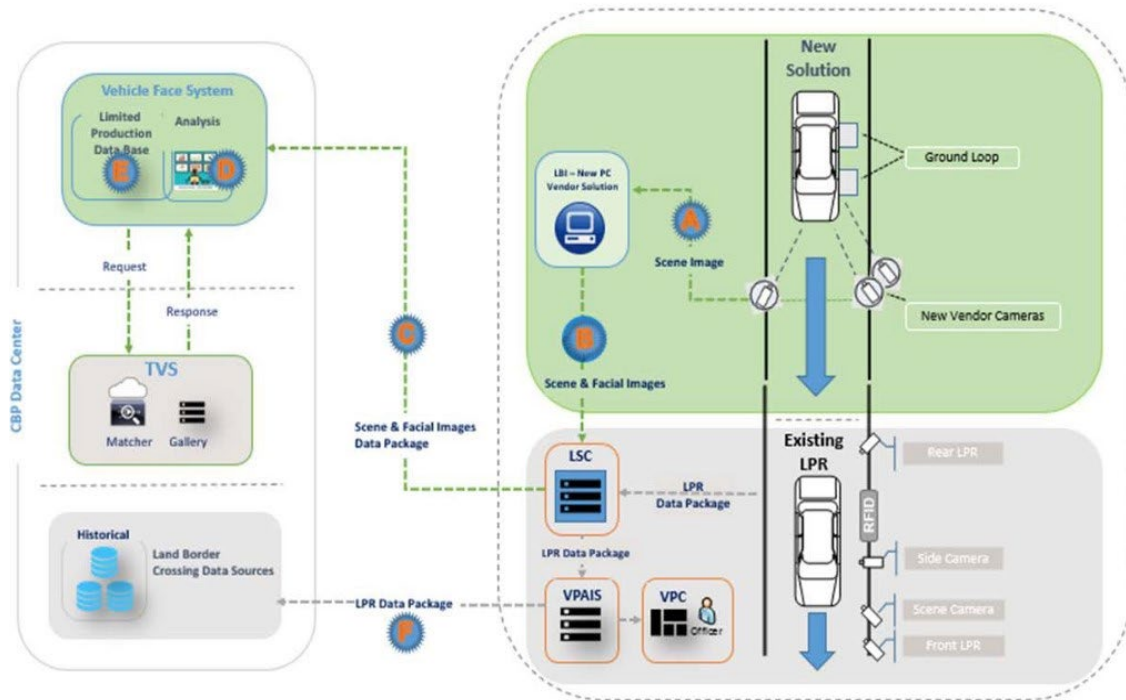 CBP Data Center
Vehicle Face System
Limited
Production
Data Base
Analysis
E
D
Request
Response
TVS
Matcher
Gallery
Historical
Land Border
Crossing Data Sources
C
Scene & Facial Images
Data Package
LPR Data Package
F
New
Solution
Ground Loop
LBI – New PC
Vendor Solution
A
Scene Image
New Vendor Cameras
B
Scene & Facial Images
Existing
LPR
LSC
LPR
Data Package
LPR Data Package
VPAIS
VPC
Officer
Rear LPR
RFID
Side Camera
Scene Camera
Front LPR